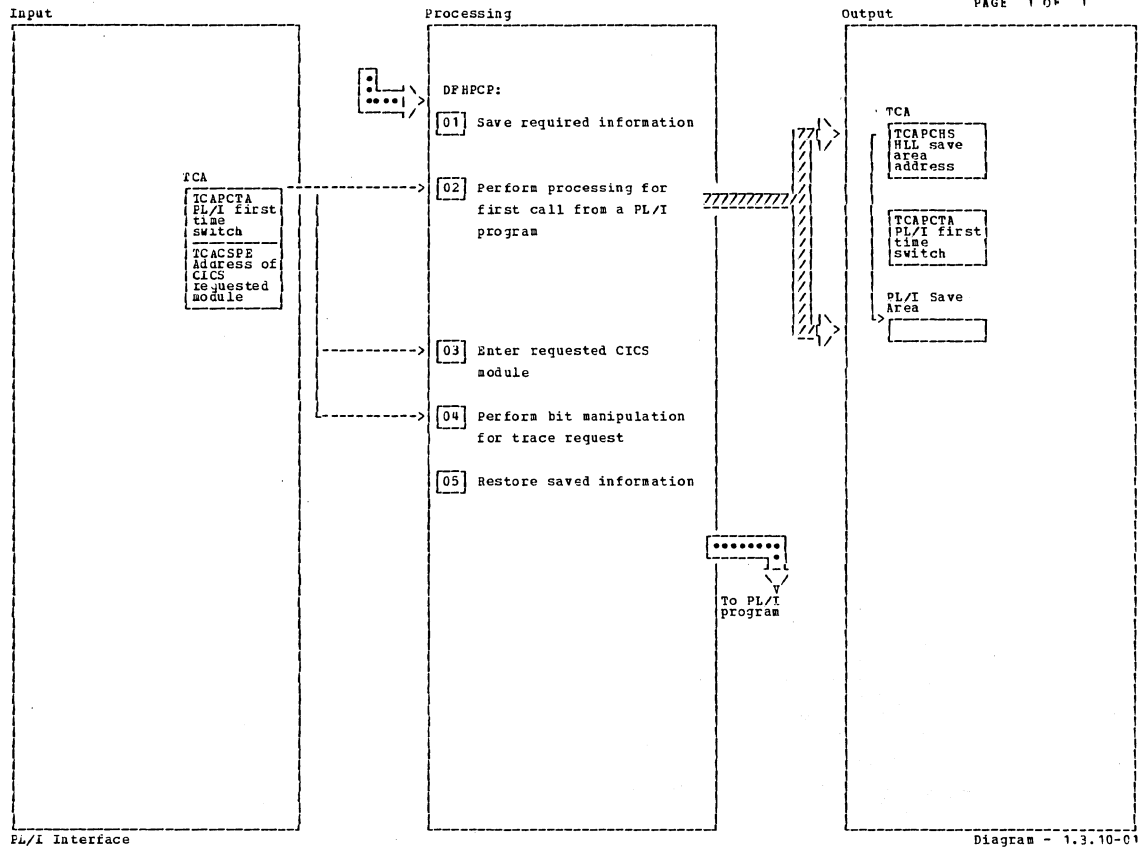 PAGE 1 OF 1
Input
Processing
Output
DFHPCP:
01 Save required information
02 Perform processing for
first call from a PL/I
program
03 Enter requested CICS
module
04 Perform bit manipulation
for trace request
05 Restore saved information
TCA
TCAPCTA
PL/I first
time
switch
TCACSPE
Address of
CICS
requested
module
TCA
TCAPCHS
HLL save
area
address
TCAPCTA
PL/I first
time
switch
PL/I Save
Area
To PL/I
program
PL/I Interface
Diagram - 1.3.10-01